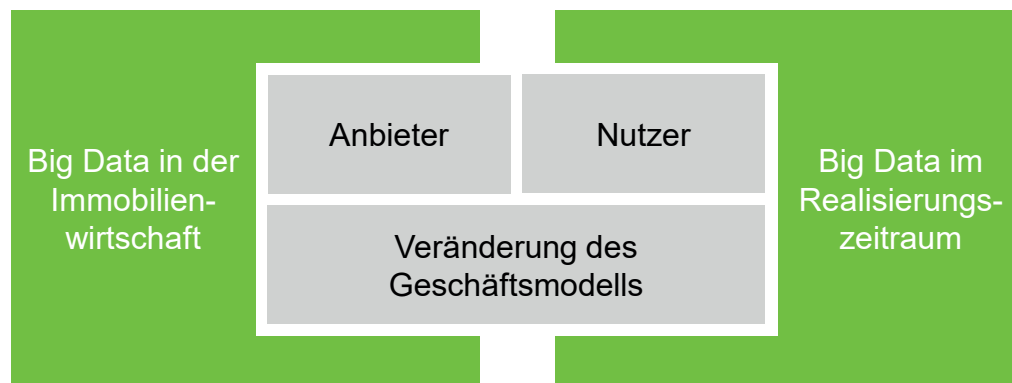 Big Data in der
Immobilien-
wirtschaft
Anbieter
Nutzer
Veränderung des
Geschäftsmodells
Big Data im
Realisierungs-
zeitraum